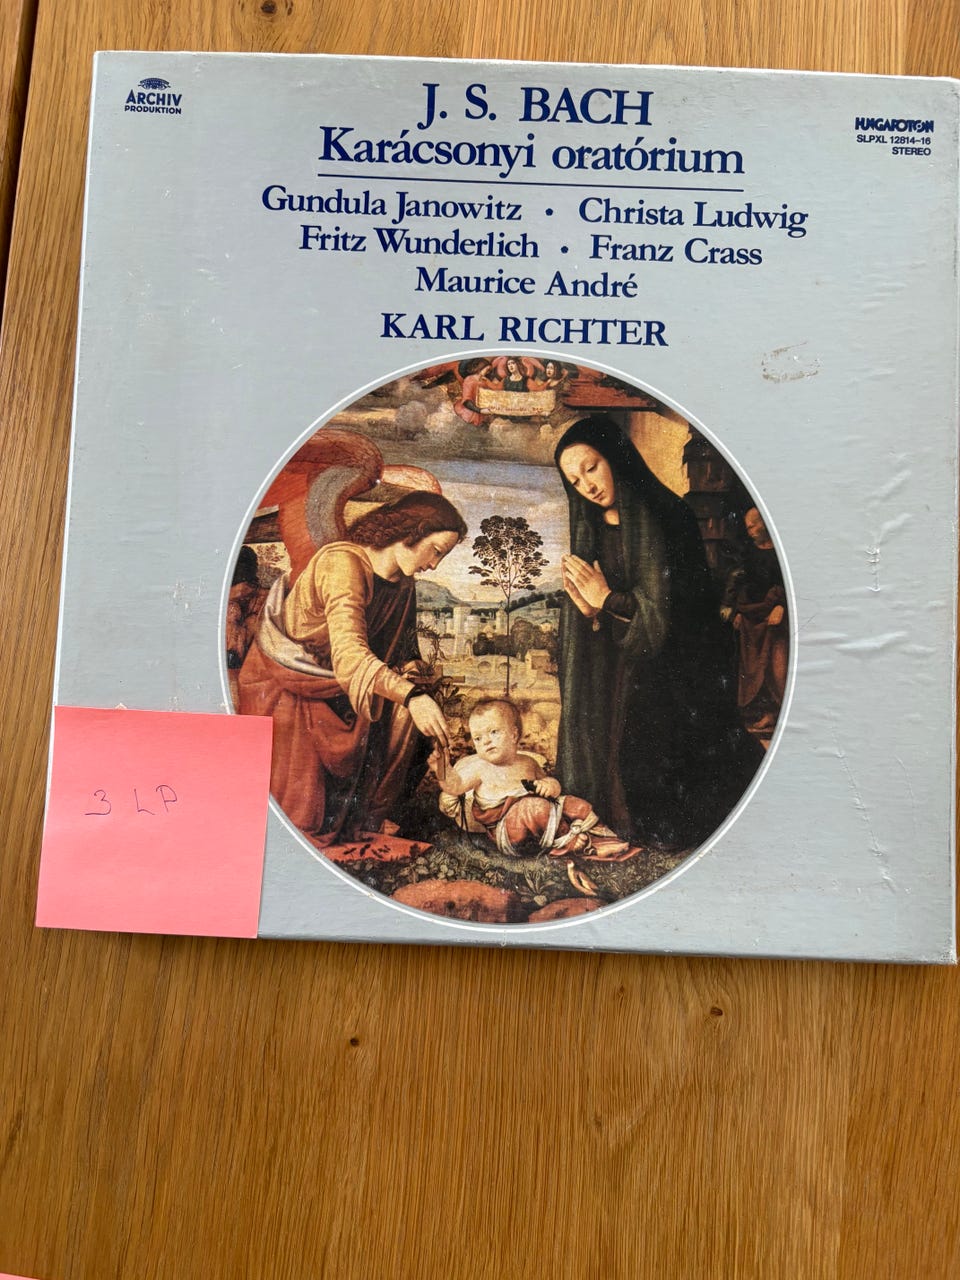 ARCHIV
PRODUKTION
HUNGAROTON
SLPXL 12814-16
STEREO
J. S. BACH
Karácsonyi oratórium
Gundula Janowitz • Christa Ludwig
Fritz Wunderlich • Franz Crass
Maurice André
KARL RICHTER
3 LP